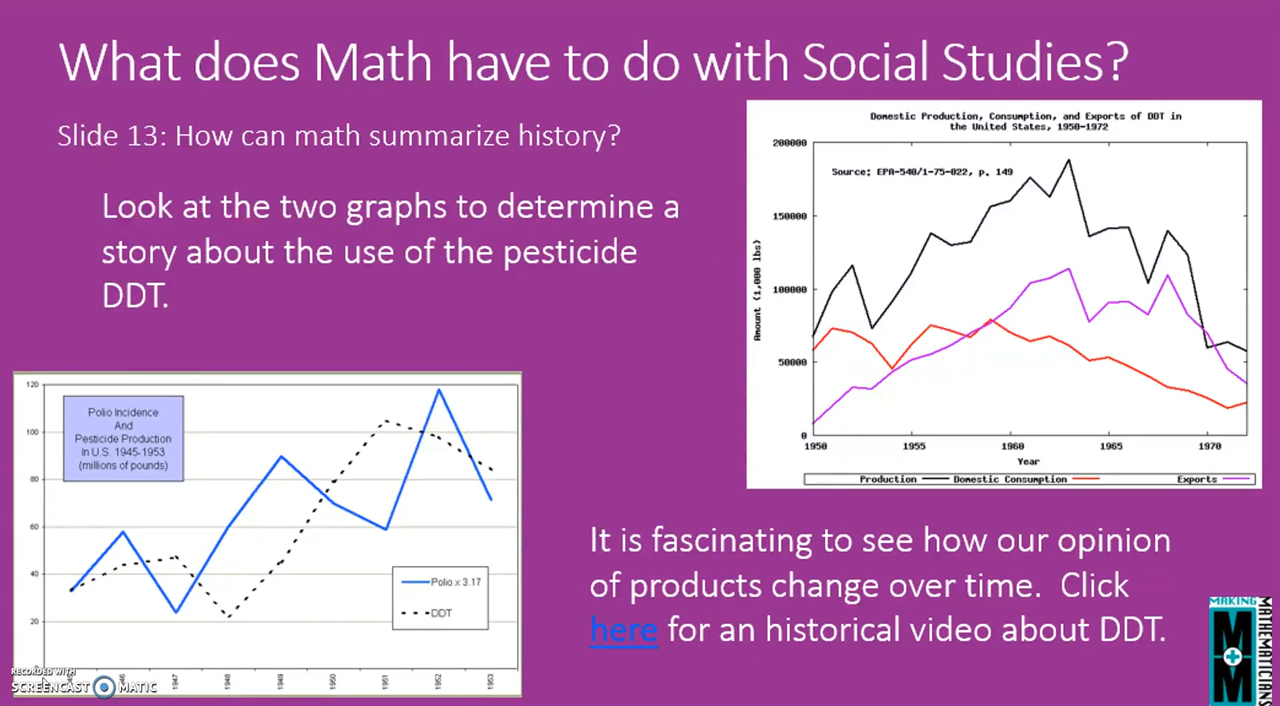 What does Math have to do with Social Studies?
Slide 13: How can math summarize history?
Look at the two graphs to determine a
story about the use of the pesticide
DDT.
Domestic Production, Consumption, and Exports of DDT in
the United States, 1950-1972
Source: EPA-540/1-75-022, p. 149
Amount (1,000 lbs)
200000
150000
100000
50000
0
1950 1955 1960 1965 1970
Year
Production Domestic Consumption Exports
Polio Incidence
And
Pesticide Production
In U.S. 1945-1953
(millions of pounds)
120
100
80
60
40
20
Polio x 3.17
DDT
1947 1948 1949 1950 1951 1952 1953
It is fascinating to see how our opinion
of products change over time. Click
here for an historical video about DDT.
RECORDED WITH
SCREENCAST MATIC
MAKING
MATHEMATICIANS
M
M